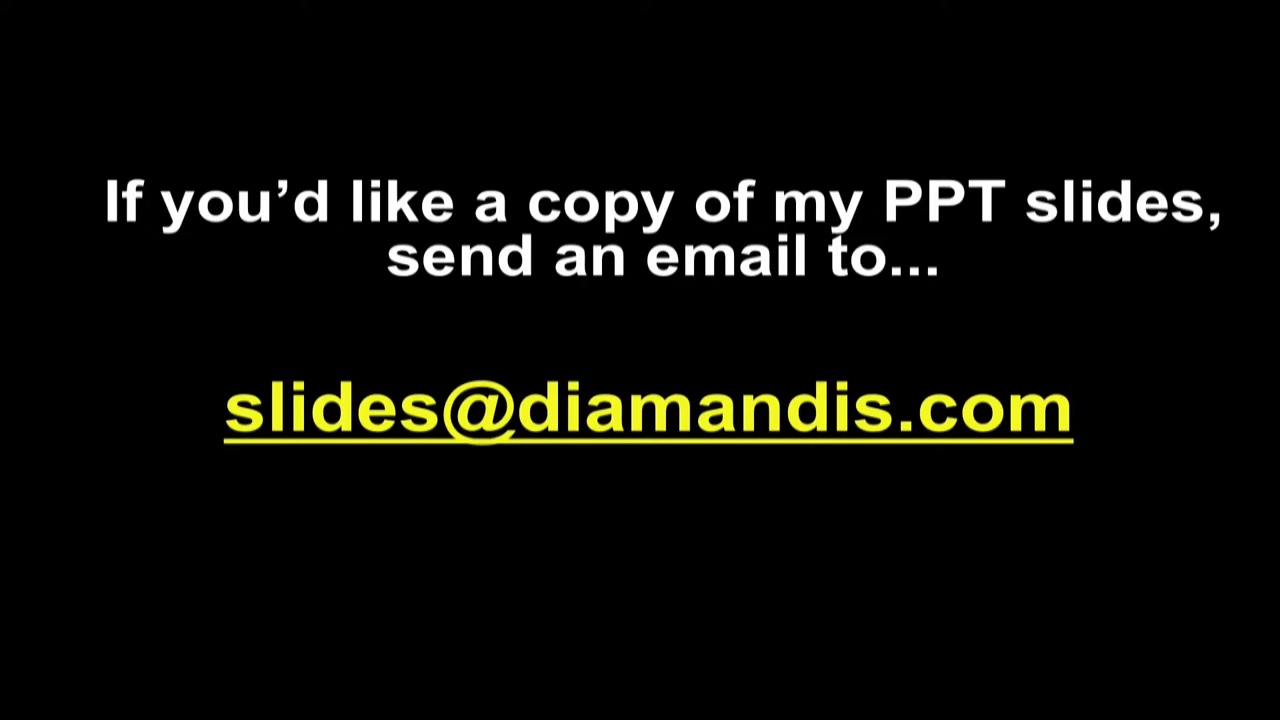 If you’d like a copy of my PPT slides,
send an email to...
slides@diamandis.com